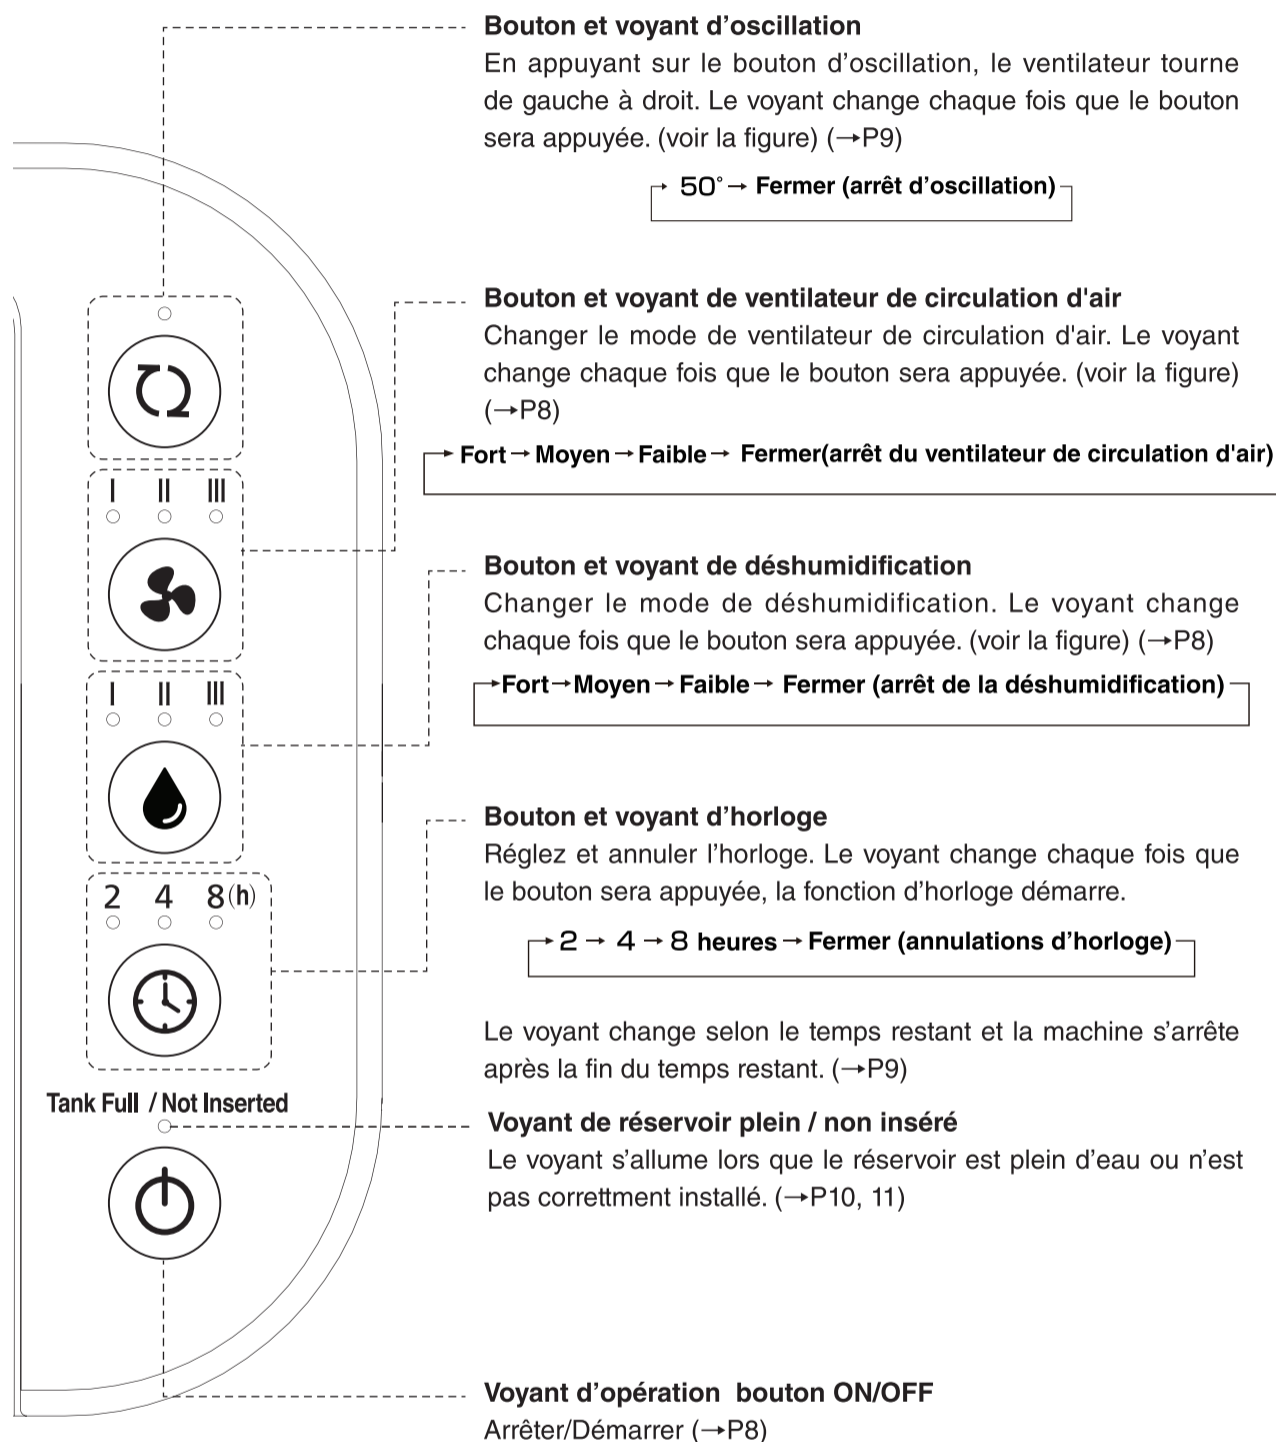 Bouton et voyant d’oscillation
En appuyant sur le bouton d’oscillation, le ventilateur tourne
de gauche à droit. Le voyant change chaque fois que le bouton
sera appuyée. (voir la figure) (→P9)
→ 50° → Fermer (arrêt d’oscillation)
Bouton et voyant de ventilateur de circulation d'air
Changer le mode de ventilateur de circulation d'air. Le voyant
change chaque fois que le bouton sera appuyée. (voir la figure)
(→P8)
→ Fort → Moyen → Faible → Fermer(arrêt du ventilateur de circulation d'air)
I II III
Bouton et voyant de déshumidification
Changer le mode de déshumidification. Le voyant change
chaque fois que le bouton sera appuyée. (voir la figure) (→P8)
→Fort→Moyen → Faible → Fermer (arrêt de la déshumidification)
I II III
Bouton et voyant d’horloge
Réglez et annuler l’horloge. Le voyant change chaque fois que
le bouton sera appuyée, la fonction d’horloge démarre.
2 4 8(h)
→ 2 → 4 → 8 heures → Fermer (annulations d’horloge)
Le voyant change selon le temps restant et la machine s’arrête
après la fin du temps restant. (→P9)
Tank Full / Not Inserted
Voyant de réservoir plein / non inséré
Le voyant s’allume lors que le réservoir est plein d’eau ou n’est
pas correttment installé. (→P10, 11)
Voyant d’opération bouton ON/OFF
Arrêter/Démarrer (→P8)